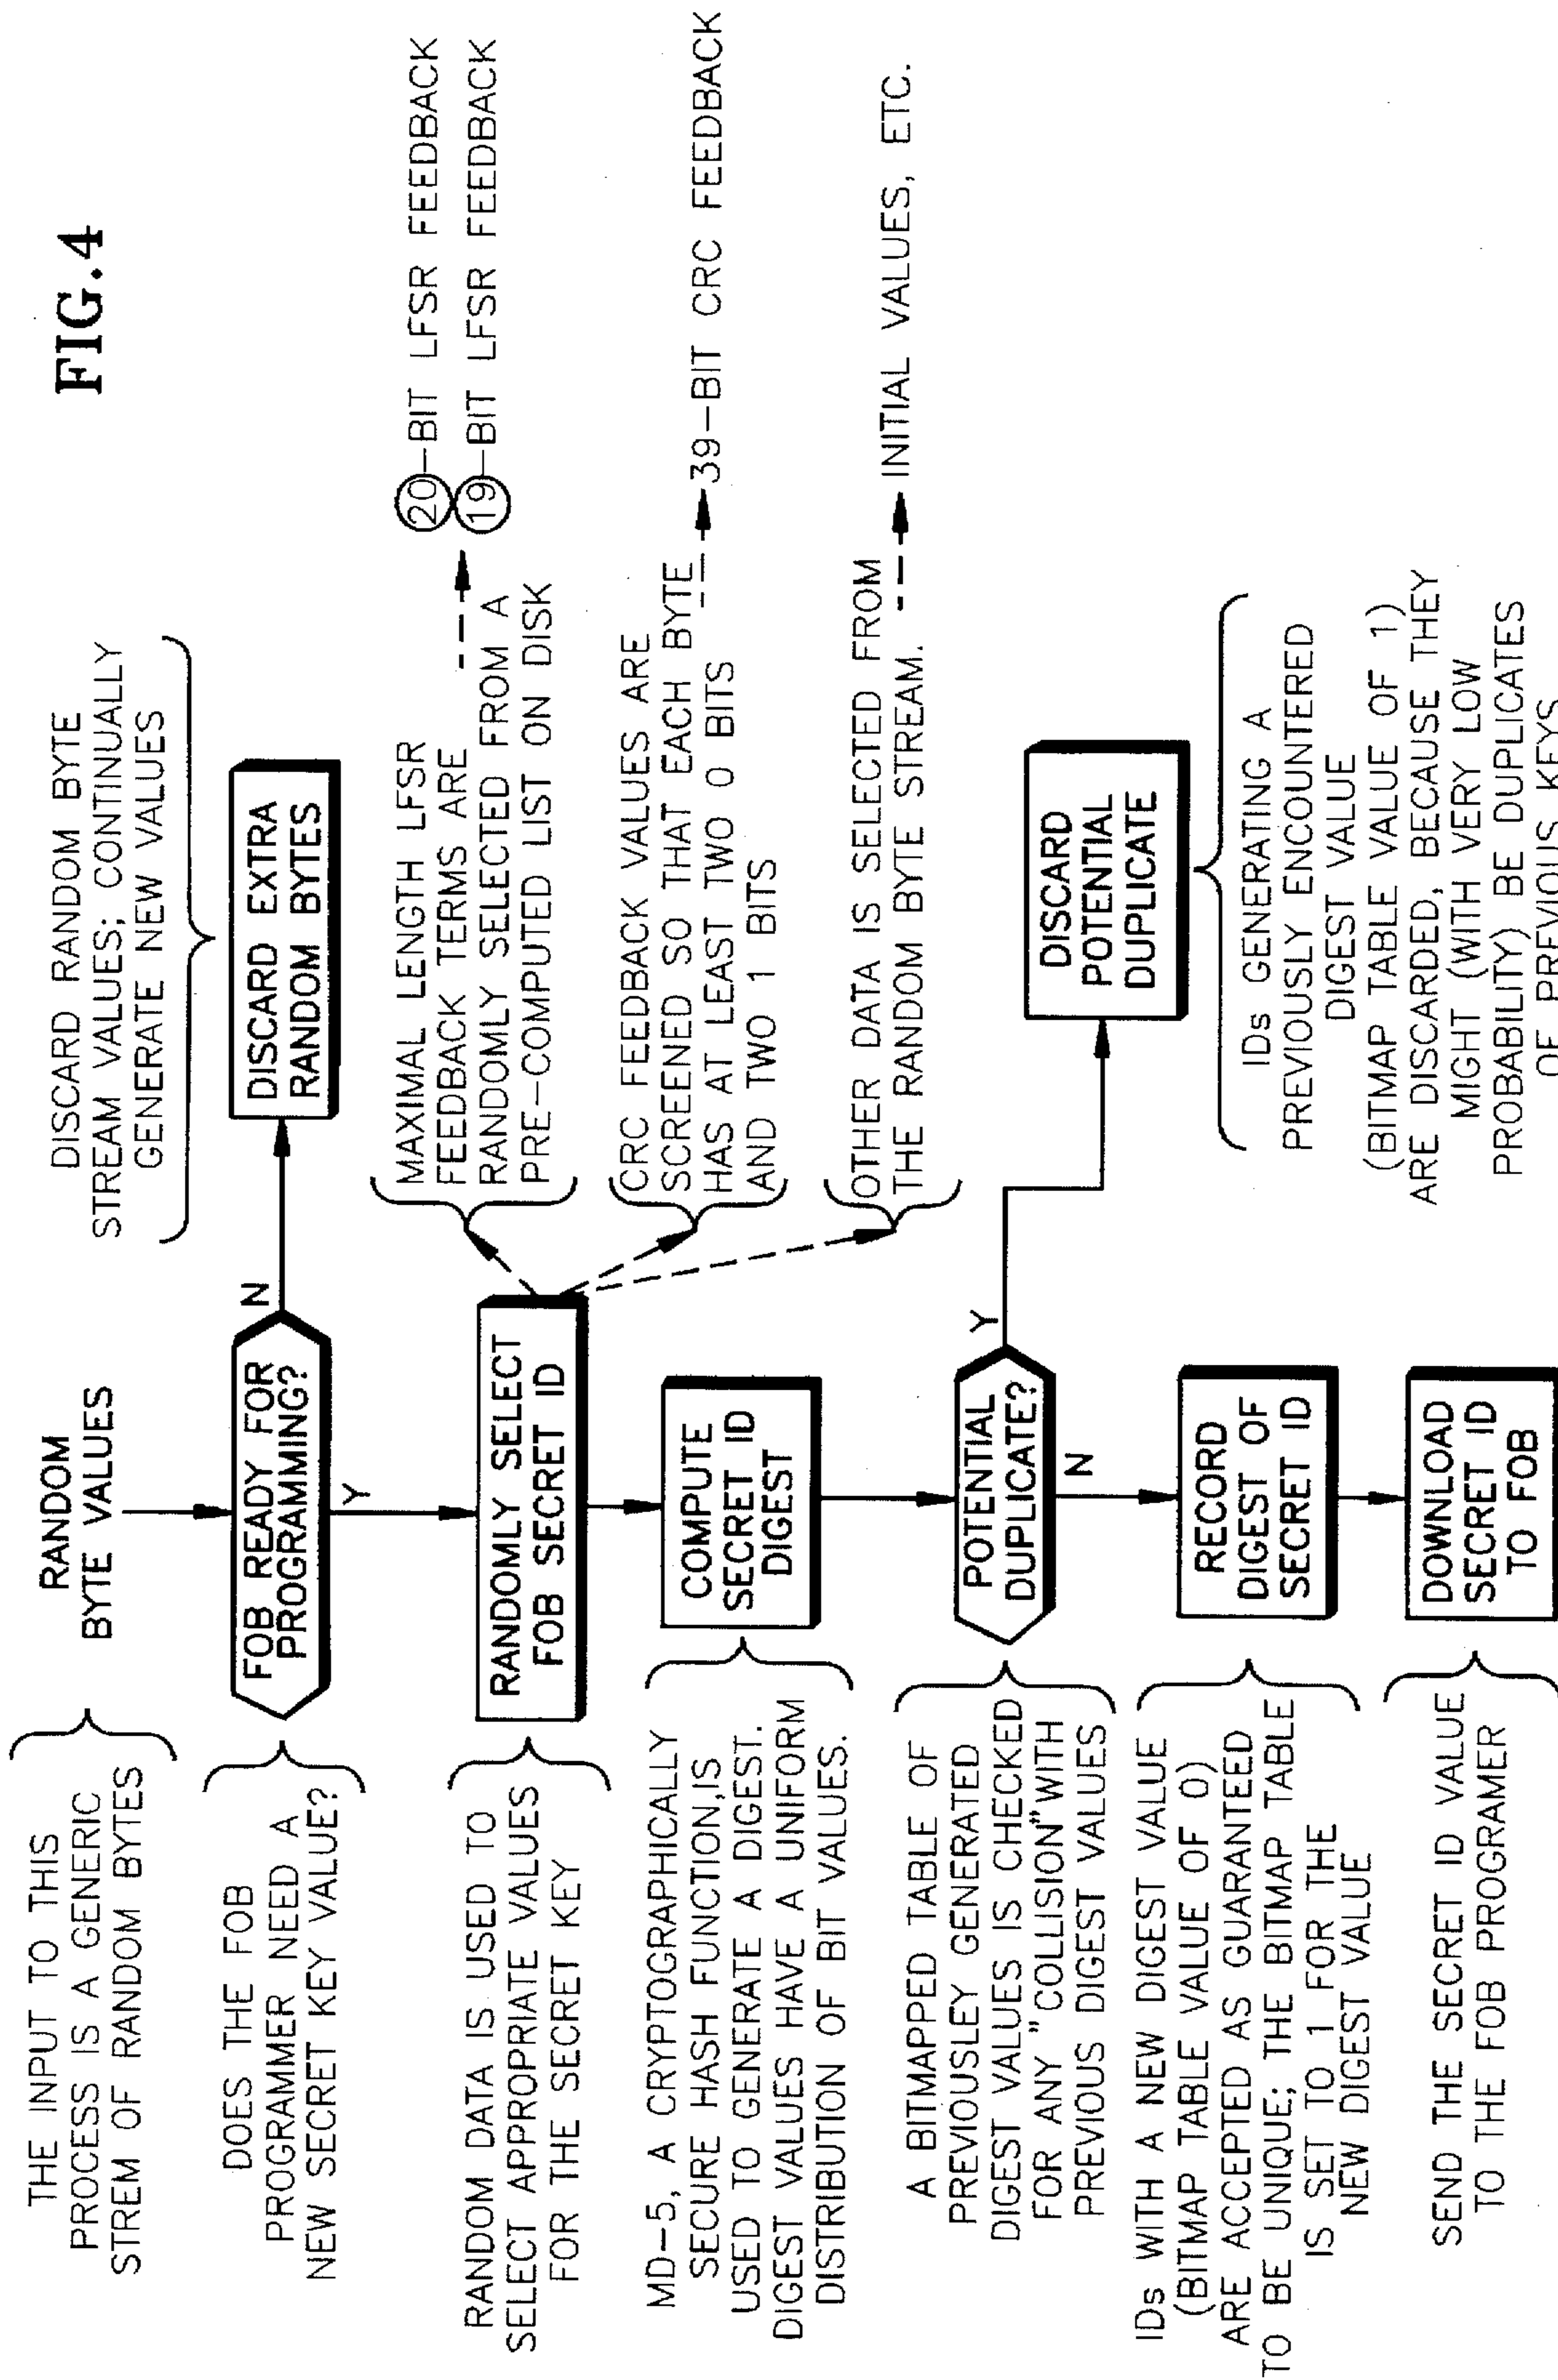 FIG.4
THE INPUT TO THIS
PROCESS IS A GENERIC
STREM OF RANDOM BYTES
RANDOM
BYTE VALUES
DISCARD RANDOM BYTE
STREAM VALUES; CONTINUALLY
GENERATE NEW VALUES
DOES THE FOB
PROGRAMMER NEED A
NEW SECRET KEY VALUE?
FOB READY FOR
PROGRAMMING?
N
Y
DISCARD EXTRA
RANDOM BYTES
RANDOM DATA IS USED TO
SELECT APPROPRIATE VALUES
FOR THE SECRET KEY
RANDOMLY SELECT
FOB SECRET ID
MAXIMAL LENGTH LFSR
FEEDBACK TERMS ARE
RANDOMLY SELECTED FROM A
PRE-COMPUTED LIST ON DISK
20-BIT LFSR FEEDBACK
19-BIT LFSR FEEDBACK
MD-5, A CRYPTOGRAPHICALLY
SECURE HASH FUNCTION,IS
USED TO GENERATE A DIGEST.
DIGEST VALUES HAVE A UNIFORM
DISTRIBUTION OF BIT VALUES.
COMPUTE
SECRET ID
DIGEST
CRC FEEDBACK VALUES ARE
SCREENED SO THAT EACH BYTE
HAS AT LEAST TWO 0 BITS
AND TWO 1 BITS
39-BIT CRC FEEDBACK
OTHER DATA IS SELECTED FROM
THE RANDOM BYTE STREAM.
INITIAL VALUES, ETC.
A BITMAPPED TABLE OF
PREVIOUSLEY GENERATED
DIGEST VALUES IS CHECKED
FOR ANY "COLLISION"WITH
PREVIOUS DIGEST VALUES
POTENTIAL
DUPLICATE?
Y
N
DISCARD
POTENTIAL
DUPLICATE
IDs WITH A NEW DIGEST VALUE
(BITMAP TABLE VALUE OF 0)
ARE ACCEPTED AS GUARANTEED
TO BE UNIQUE; THE BITMAP TABLE
IS SET TO 1 FOR THE
NEW DIGEST VALUE
RECORD
DIGEST OF
SECRET ID
IDs GENERATING A
PREVIOUSLY ENCOUNTERED
DIGEST VALUE
(BITMAP TABLE VALUE OF 1)
ARE DISCARDED, BECAUSE THEY
MIGHT (WITH VERY LOW
PROBABILITY) BE DUPLICATES
OF PREVIOUS KEYS
SEND THE SECRET ID VALUE
TO THE FOB PROGRAMER
DOWNLOAD
SECRET ID
TO FOB